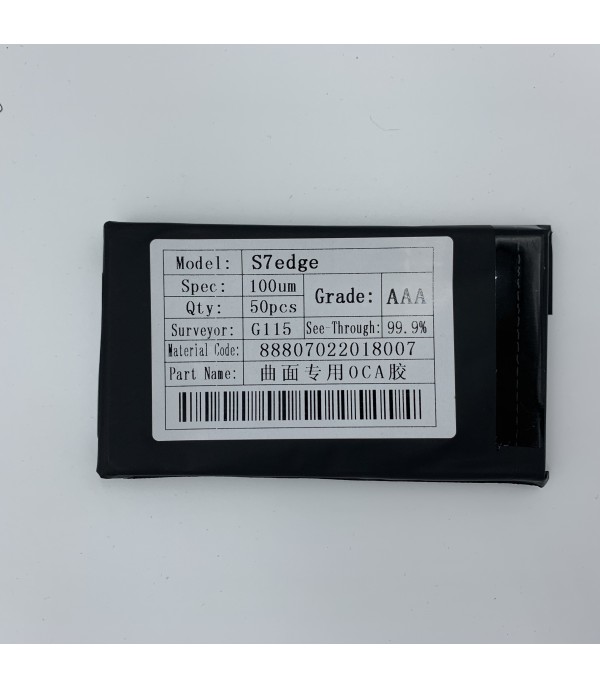 Model: S7edge
Spec: 100um
Qty: 50pcs
Grade: AAA
Surveyor: G115 See-Through: 99.9%
Material Code: 88807022018007
Part Name: 曲面专用OCA胶